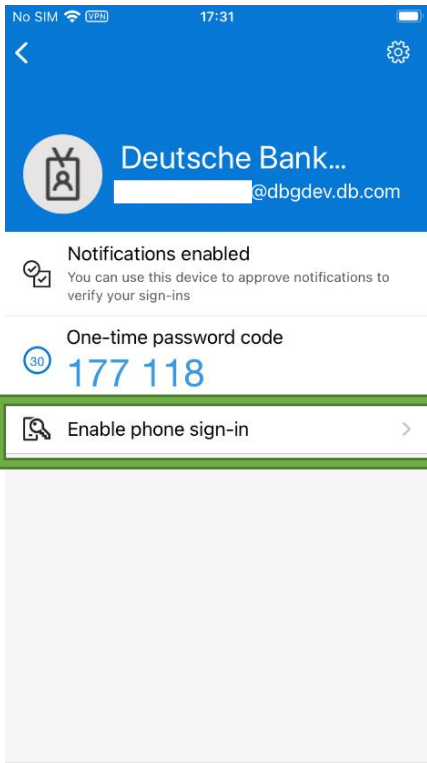 No SIM VPN 17:31
Deutsche Bank...
@dbgdev.db.com
Notifications enabled
You can use this device to approve notifications to
verify your sign-ins
One-time password code
30 177 118
Enable phone sign-in